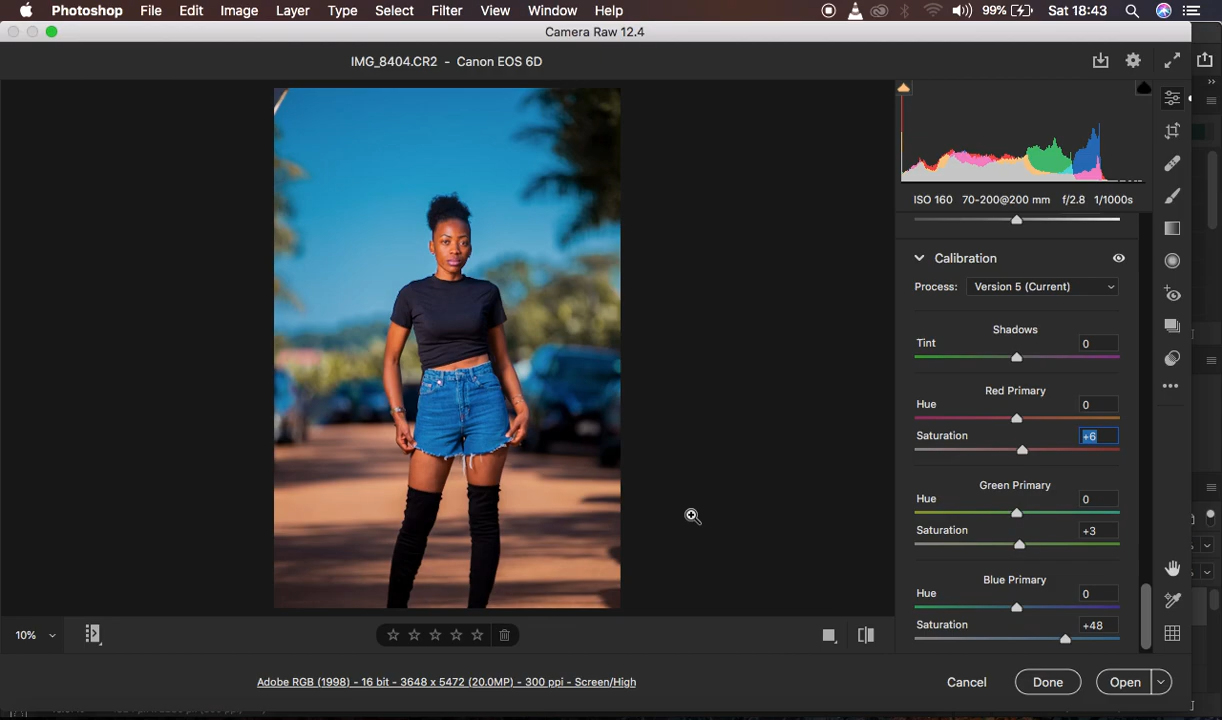 Photoshop File Edit Image Layer Type Select Filter View Window Help 99% Sat 18:43
Camera Raw 12.4
IMG_8404.CR2 - Canon EOS 6D
ISO 160 70-200@200 mm f/2.8 1/1000s
Calibration
Process: Version 5 (Current)
Shadows
Tint 0
Red Primary
Hue 0
Saturation +6
Green Primary
Hue 0
Saturation +3
Blue Primary
Hue 0
Saturation +48
10%
Adobe RGB (1998) - 16 bit - 3648 x 5472 (20.0MP) - 300 ppi - Screen/High
Cancel Done Open